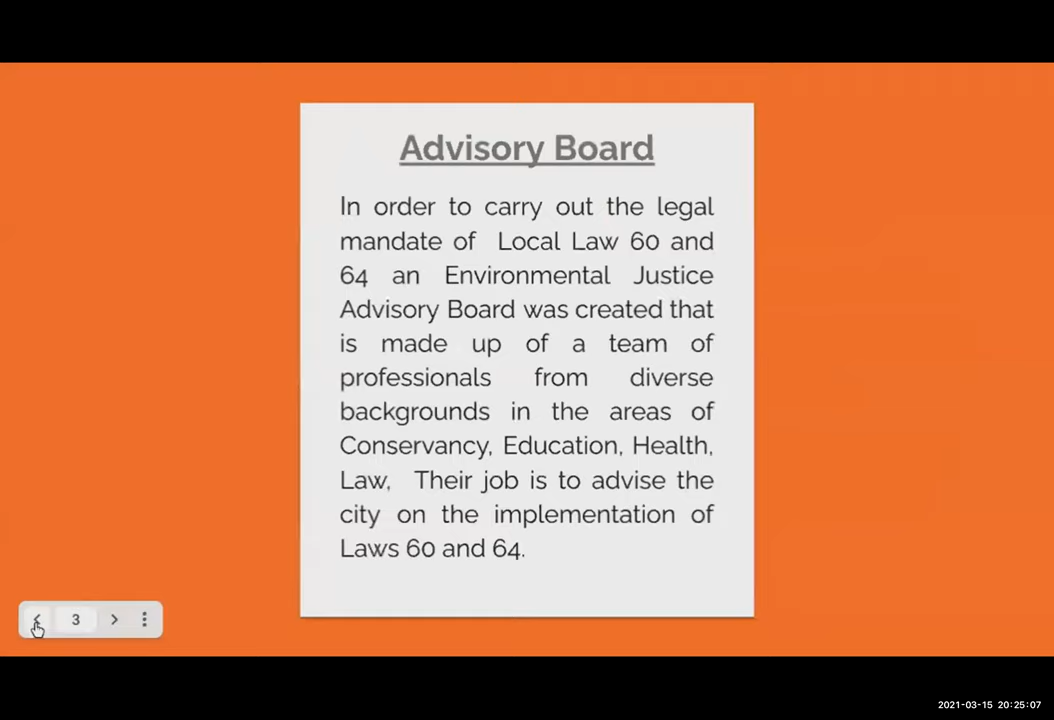 Advisory Board
In order to carry out the legal
mandate of Local Law 60 and
64 an Environmental Justice
Advisory Board was created that
is made up of a team of
professionals from diverse
backgrounds in the areas of
Conservancy, Education, Health,
Law, Their job is to advise the
city on the implementation of
Laws 60 and 64.
3
2021-03-15 20:25:07